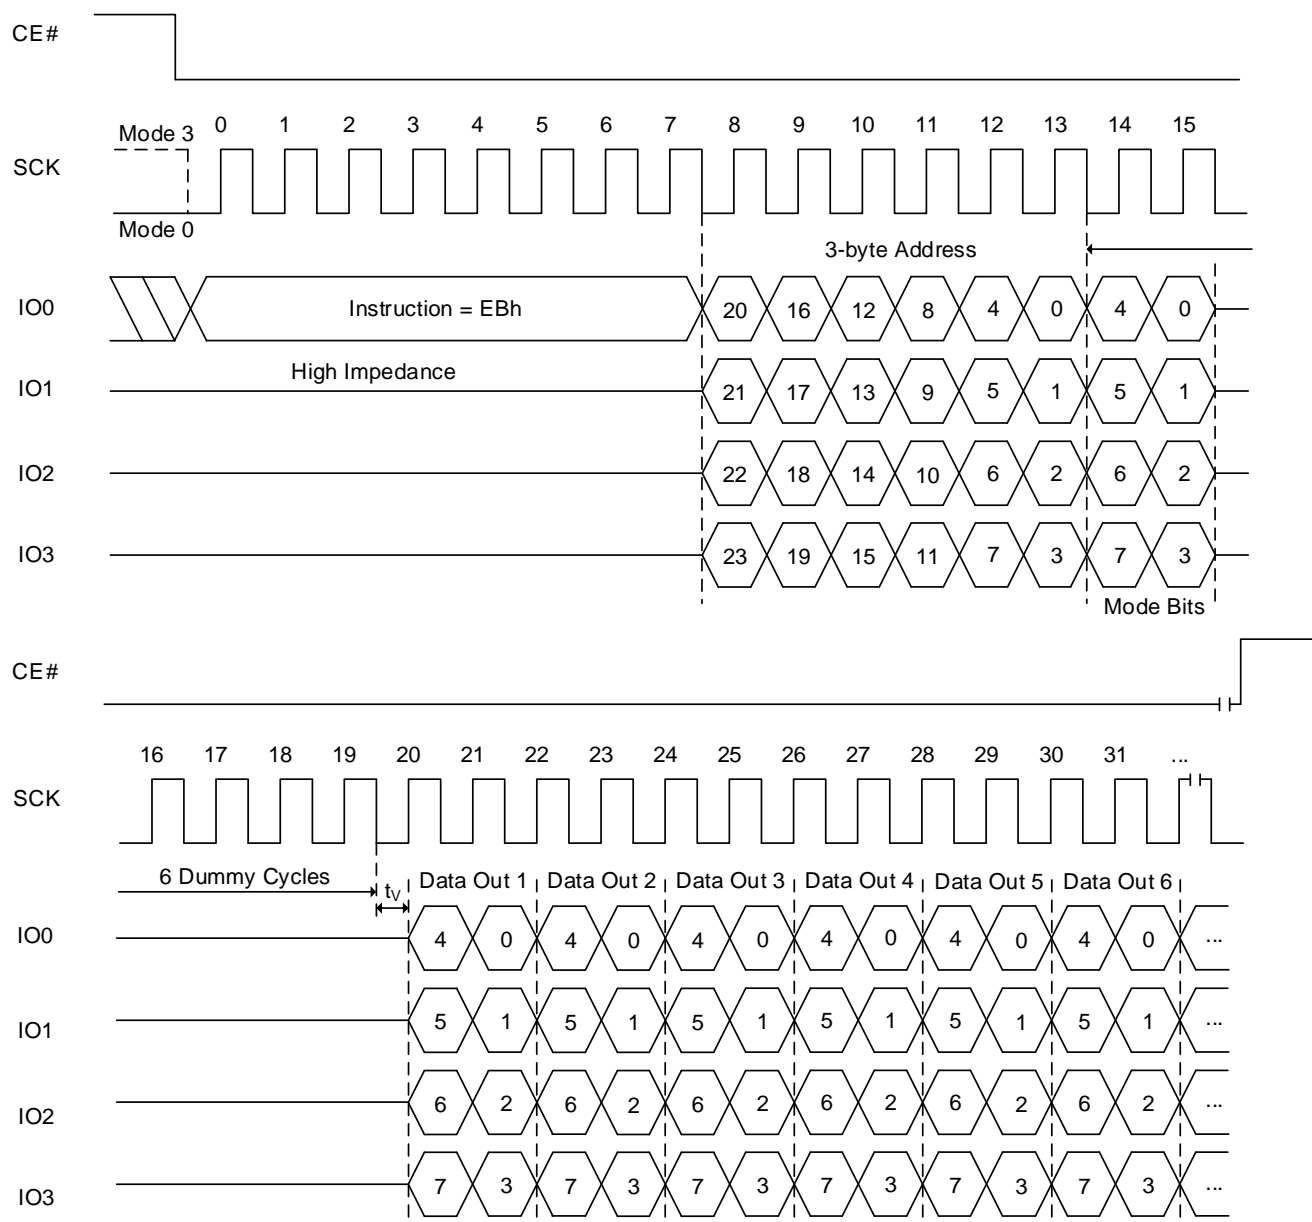 CE#
Mode 3 0 1 2 3 4 5 6 7 8 9 10 11 12 13 14 15
SCK
Mode 0
3-byte Address
IO0 Instruction = EBh 20 16 12 8 4 0 4 0
High Impedance
IO1 21 17 13 9 5 1 5 1
IO2 22 18 14 10 6 2 6 2
IO3 23 19 15 11 7 3 7 3
Mode Bits
CE#
16 17 18 19 20 21 22 23 24 25 26 27 28 29 30 31 ...
SCK
6 Dummy Cycles tV Data Out 1 Data Out 2 Data Out 3 Data Out 4 Data Out 5 Data Out 6
IO0 4 0 4 0 4 0 4 0 4 0 4 0 ...
IO1 5 1 5 1 5 1 5 1 5 1 5 1 ...
IO2 6 2 6 2 6 2 6 2 6 2 6 2 ...
IO3 7 3 7 3 7 3 7 3 7 3 7 3 ...